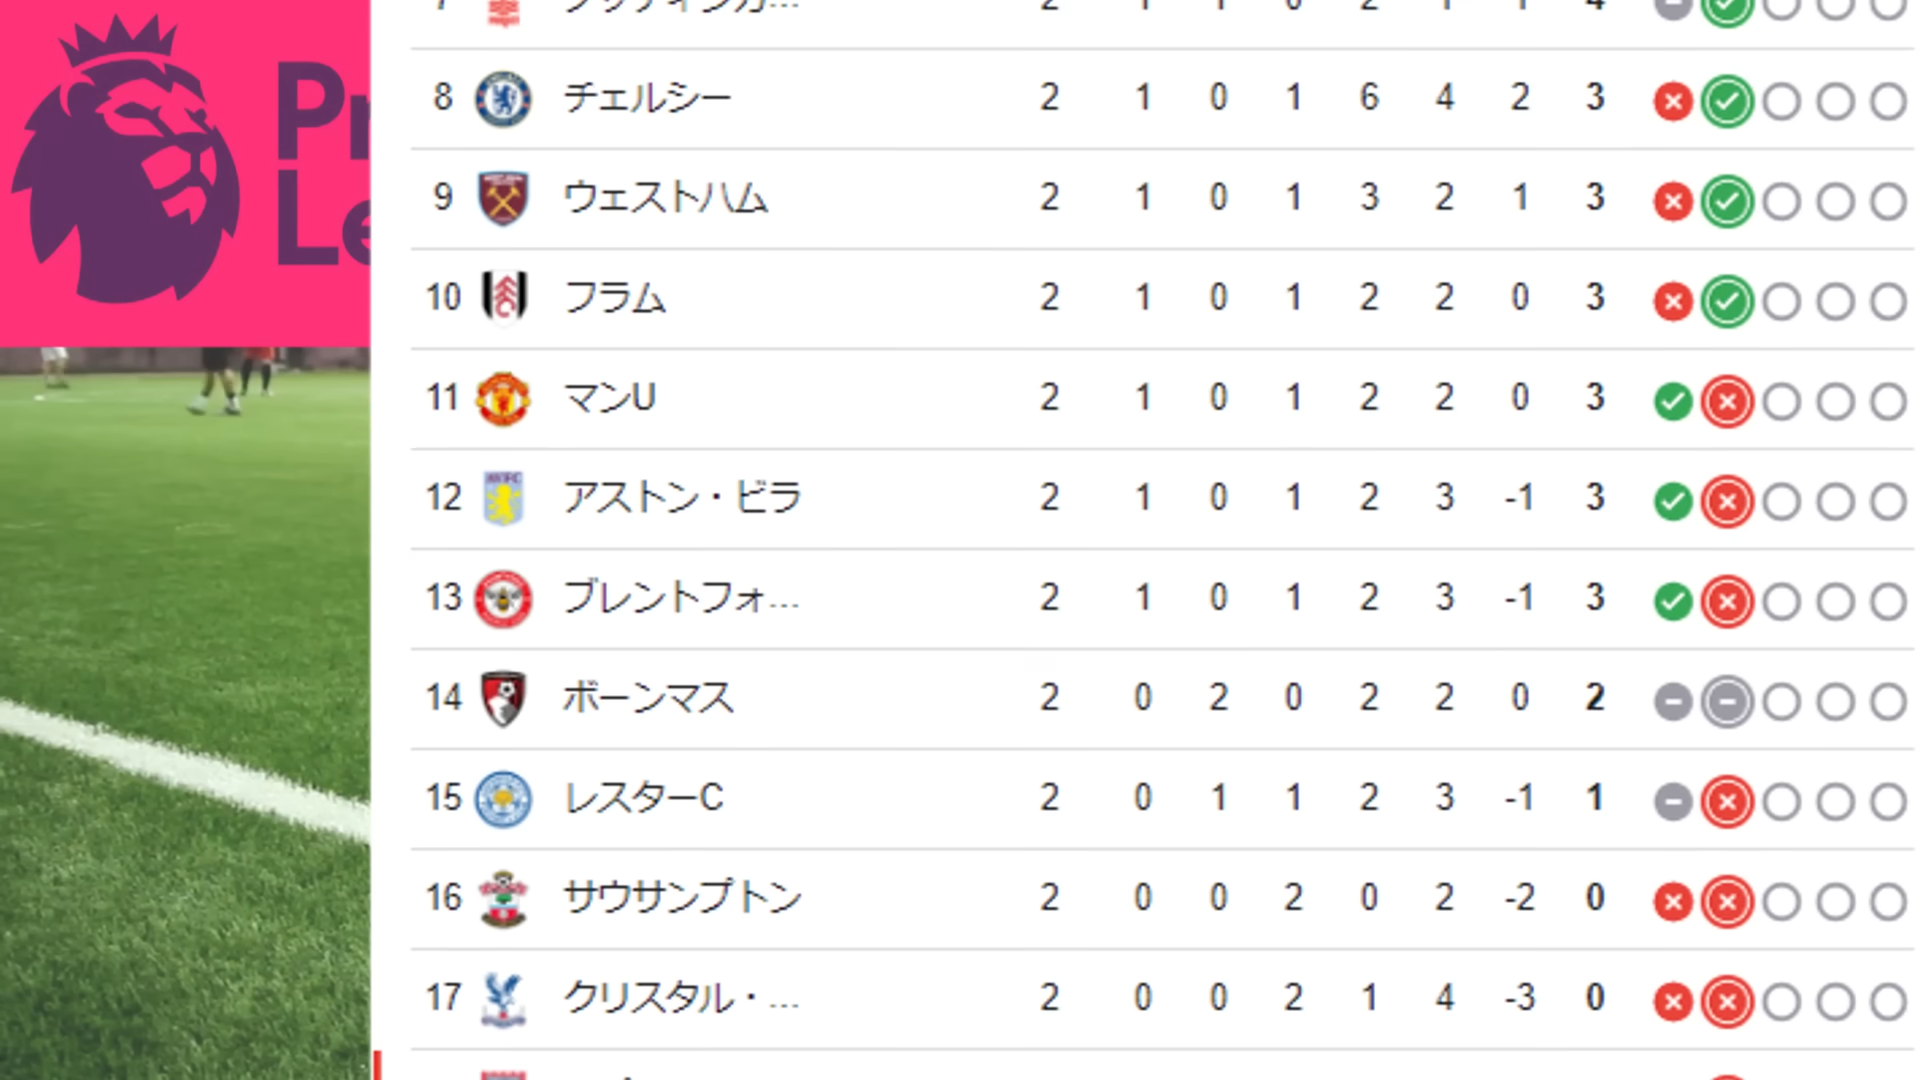 Pr
Le
8 チェルシー 2 1 0 1 6 4 2 3
9 ウェストハム 2 1 0 1 3 2 1 3
10 フラム 2 1 0 1 2 2 0 3
11 マンU 2 1 0 1 2 2 0 3
12 アストン・ビラ 2 1 0 1 2 3 -1 3
13 ブレントフォ... 2 1 0 1 2 3 -1 3
14 ボーンマス 2 0 2 0 2 2 0 2
15 レスターC 2 0 1 1 2 3 -1 1
16 サウサンプトン 2 0 0 2 0 2 -2 0
17 クリスタル・... 2 0 0 2 1 4 -3 0